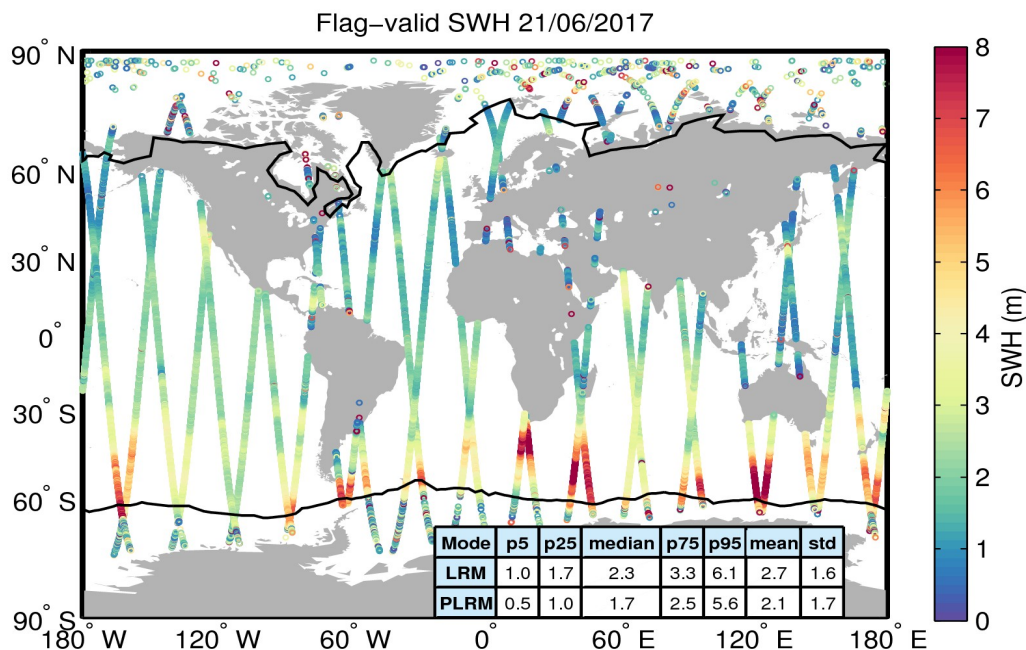 Flag−valid SWH 21/06/2017
90° N
60° N
30° N
0°
30° S
60° S
90° S
180° W
120° W
60° W
0°
60° E
120° E
180° E
Mode p5 p25 median p75 p95 mean std
LRM 1.0 1.7 2.3 3.3 6.1 2.7 1.6
PLRM 0.5 1.0 1.7 2.5 5.6 2.1 1.7
8
7
6
5
4
3
2
1
0
SWH (m)